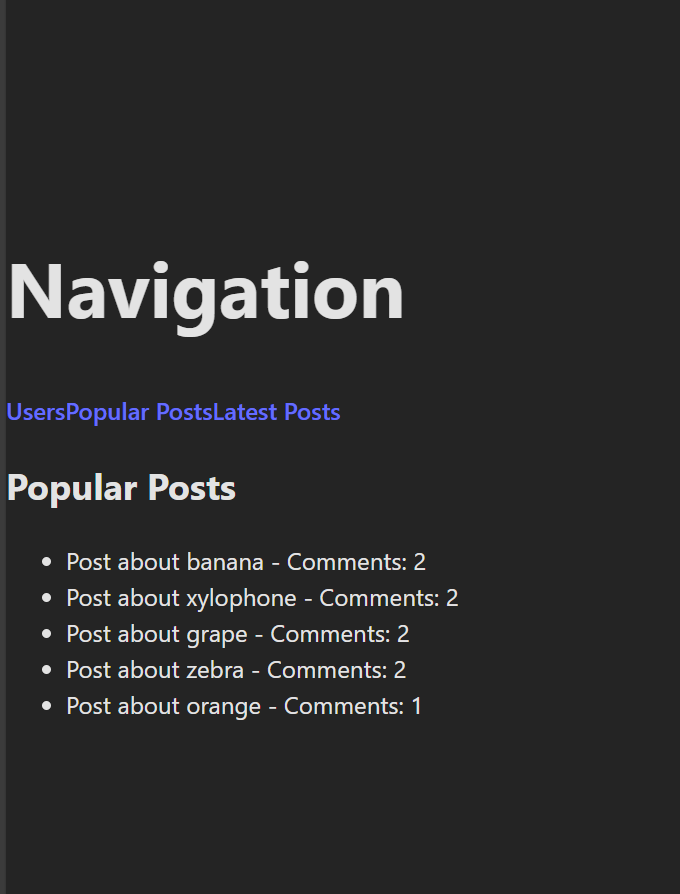 Navigation
UsersPopular PostsLatest Posts
Popular Posts
Post about banana - Comments: 2
Post about xylophone - Comments: 2
Post about grape - Comments: 2
Post about zebra - Comments: 2
Post about orange - Comments: 1